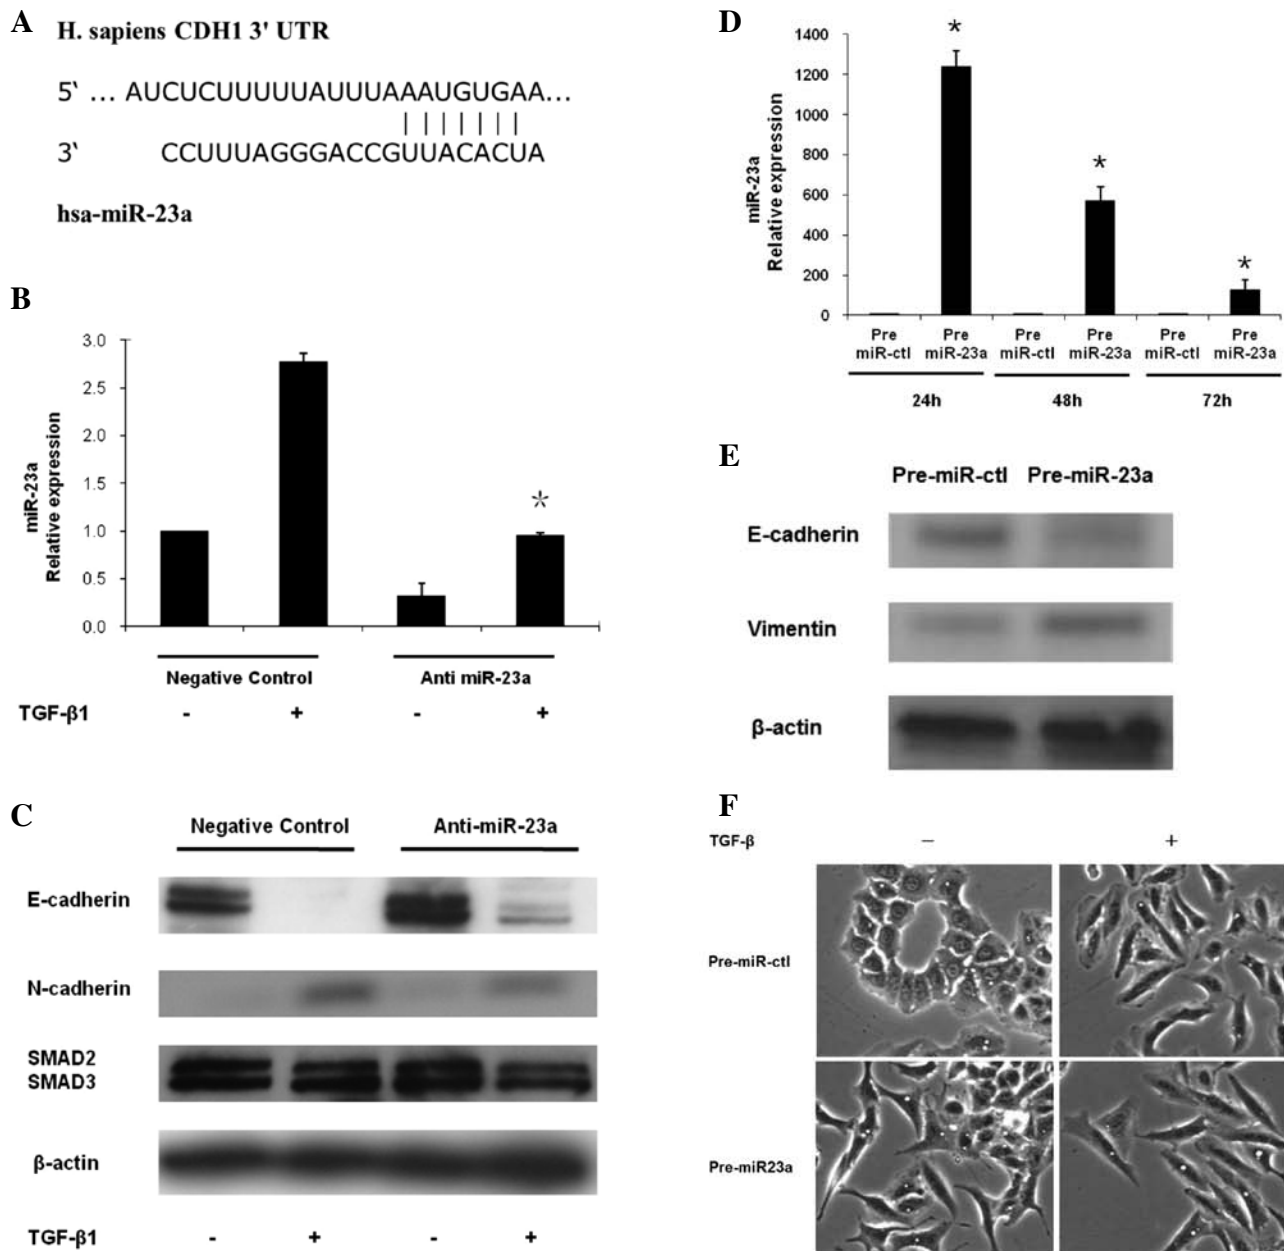 A
H. sapiens CDH1 3' UTR
5‛ ... AUCUCUUUUUAUUUAAAUGUGAA...
3‛ CCUUUAGGGACCGUUACACUA
hsa-miR-23a
B
miR-23a
Relative expression
3.0
2.5
2.0
1.5
1.0
0.5
0.0
*
Negative Control Anti miR-23a
TGF-β1 - + - +
C
Negative Control Anti-miR-23a
E-cadherin
N-cadherin
SMAD2
SMAD3
β-actin
TGF-β1 - + - +
D
miR-23a
Relative expression
1400
1200
1000
800
600
400
200
0
* * *
Pre Pre Pre Pre Pre Pre
miR-ctl miR-23a miR-ctl miR-23a miR-ctl miR-23a
24h 48h 72h
E
Pre-miR-ctl Pre-miR-23a
E-cadherin
Vimentin
β-actin
F
TGF-β − +
Pre-miR-ctl
Pre-miR23a